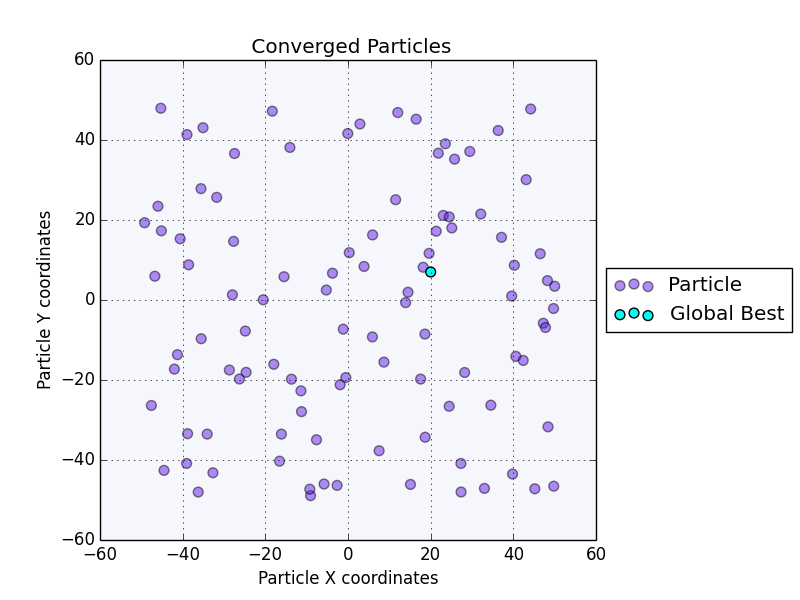 Converged Particles
60
40
20
0
−20
−40
−60
−60 −40 −20 0 20 40 60
Particle X coordinates
Particle Y coordinates
Particle
Global Best